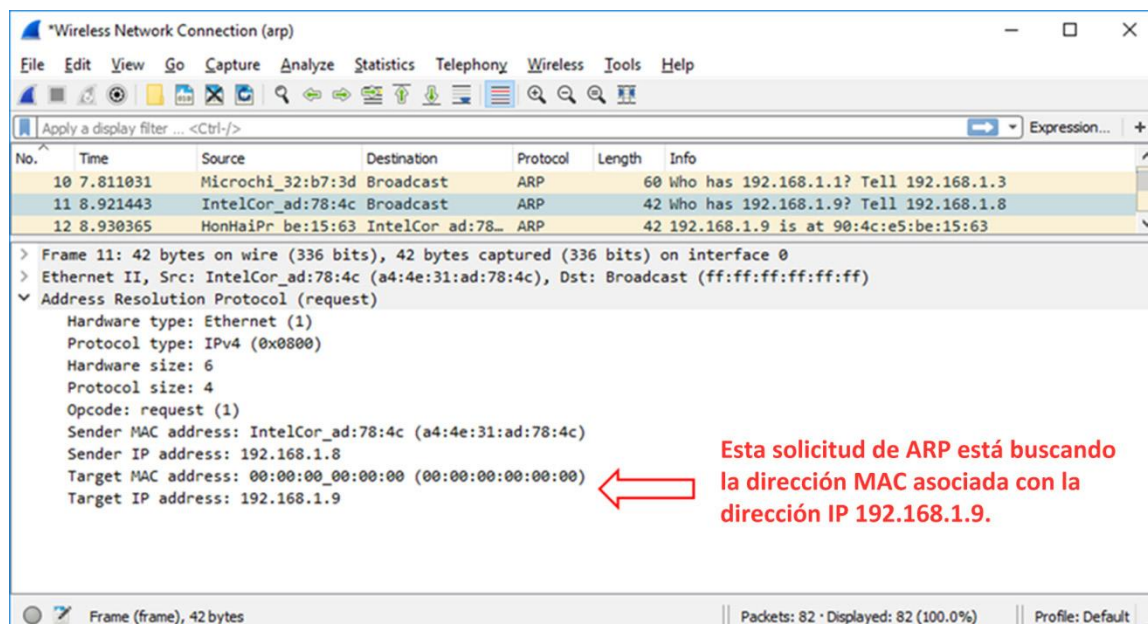 *Wireless Network Connection (arp)
File Edit View Go Capture Analyze Statistics Telephony Wireless Tools Help
Apply a display filter ... <Ctrl-/> Expression... +
No. Time Source Destination Protocol Length Info
10 7.811031 Microchi_32:b7:3d Broadcast ARP 60 Who has 192.168.1.1? Tell 192.168.1.3
11 8.921443 IntelCor_ad:78:4c Broadcast ARP 42 Who has 192.168.1.9? Tell 192.168.1.8
12 8.930365 HonHaiPr be:15:63 IntelCor ad:78… ARP 42 192.168.1.9 is at 90:4c:e5:be:15:63
> Frame 11: 42 bytes on wire (336 bits), 42 bytes captured (336 bits) on interface 0
> Ethernet II, Src: IntelCor_ad:78:4c (a4:4e:31:ad:78:4c), Dst: Broadcast (ff:ff:ff:ff:ff:ff)
Address Resolution Protocol (request)
Hardware type: Ethernet (1)
Protocol type: IPv4 (0x0800)
Hardware size: 6
Protocol size: 4
Opcode: request (1)
Sender MAC address: IntelCor_ad:78:4c (a4:4e:31:ad:78:4c)
Sender IP address: 192.168.1.8
Target MAC address: 00:00:00_00:00:00 (00:00:00:00:00:00)
Target IP address: 192.168.1.9
Esta solicitud de ARP está buscando
la dirección MAC asociada con la
dirección IP 192.168.1.9.
Frame (frame), 42 bytes Packets: 82 · Displayed: 82 (100.0%) Profile: Default